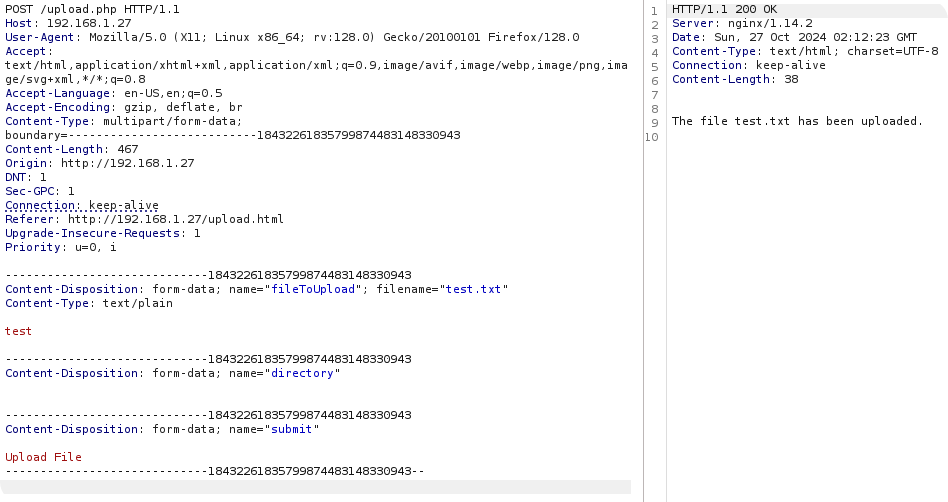 POST /upload.php HTTP/1.1
Host: 192.168.1.27
User-Agent: Mozilla/5.0 (X11; Linux x86_64; rv:128.0) Gecko/20100101 Firefox/128.0
Accept:
text/html,application/xhtml+xml,application/xml;q=0.9,image/avif,image/webp,image/png,ima
ge/svg+xml,*/*;q=0.8
Accept-Language: en-US,en;q=0.5
Accept-Encoding: gzip, deflate, br
Content-Type: multipart/form-data;
boundary=---------------------------18432261835799874483148330943
Content-Length: 467
Origin: http://192.168.1.27
DNT: 1
Sec-GPC: 1
Connection: keep-alive
Referer: http://192.168.1.27/upload.html
Upgrade-Insecure-Requests: 1
Priority: u=0, i
-----------------------------18432261835799874483148330943
Content-Disposition: form-data; name="fileToUpload"; filename="test.txt"
Content-Type: text/plain
test
-----------------------------18432261835799874483148330943
Content-Disposition: form-data; name="directory"
-----------------------------18432261835799874483148330943
Content-Disposition: form-data; name="submit"
Upload File
-----------------------------18432261835799874483148330943--
1 HTTP/1.1 200 OK
2 Server: nginx/1.14.2
3 Date: Sun, 27 Oct 2024 02:12:23 GMT
4 Content-Type: text/html; charset=UTF-8
5 Connection: keep-alive
6 Content-Length: 38
7
8
9 The file test.txt has been uploaded.
10